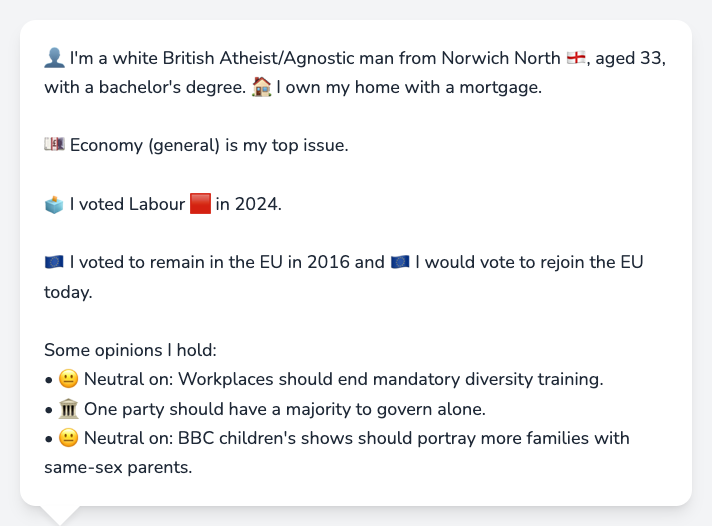 👤 I'm a white British Atheist/Agnostic man from Norwich North 🏴󠁧󠁢󠁥󠁮󠁧󠁿, aged 33,
with a bachelor's degree. 🏠 I own my home with a mortgage.
💷 Economy (general) is my top issue.
🗳️ I voted Labour 🟥 in 2024.
🇪🇺 I voted to remain in the EU in 2016 and 🇪🇺 I would vote to rejoin the EU
today.
Some opinions I hold:
• 😐 Neutral on: Workplaces should end mandatory diversity training.
• 🏛️ One party should have a majority to govern alone.
• 😐 Neutral on: BBC children's shows should portray more families with
same-sex parents.